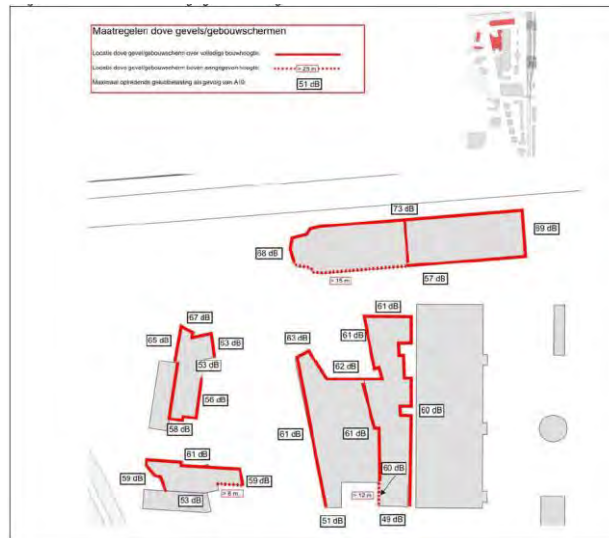 Maatregelen dove gevels/gebouwschermen
Locatie dove gevel/gebouwscherm over volledige bouwhoogte:
Locatie dove gevel/gebouwscherm boven aangegeven hoogte:
Maximaal optredende geluidbelasting als gevolg van A10:
51 dB
73 dB
69 dB
68 dB
57 dB
> 15 m
67 dB
65 dB
63 dB
53 dB
56 dB
58 dB
61 dB
63 dB
61 dB
62 dB
60 dB
61 dB
61 dB
60 dB
> 12 m
51 dB
49 dB
61 dB
59 dB
59 dB
53 dB
> 8 m